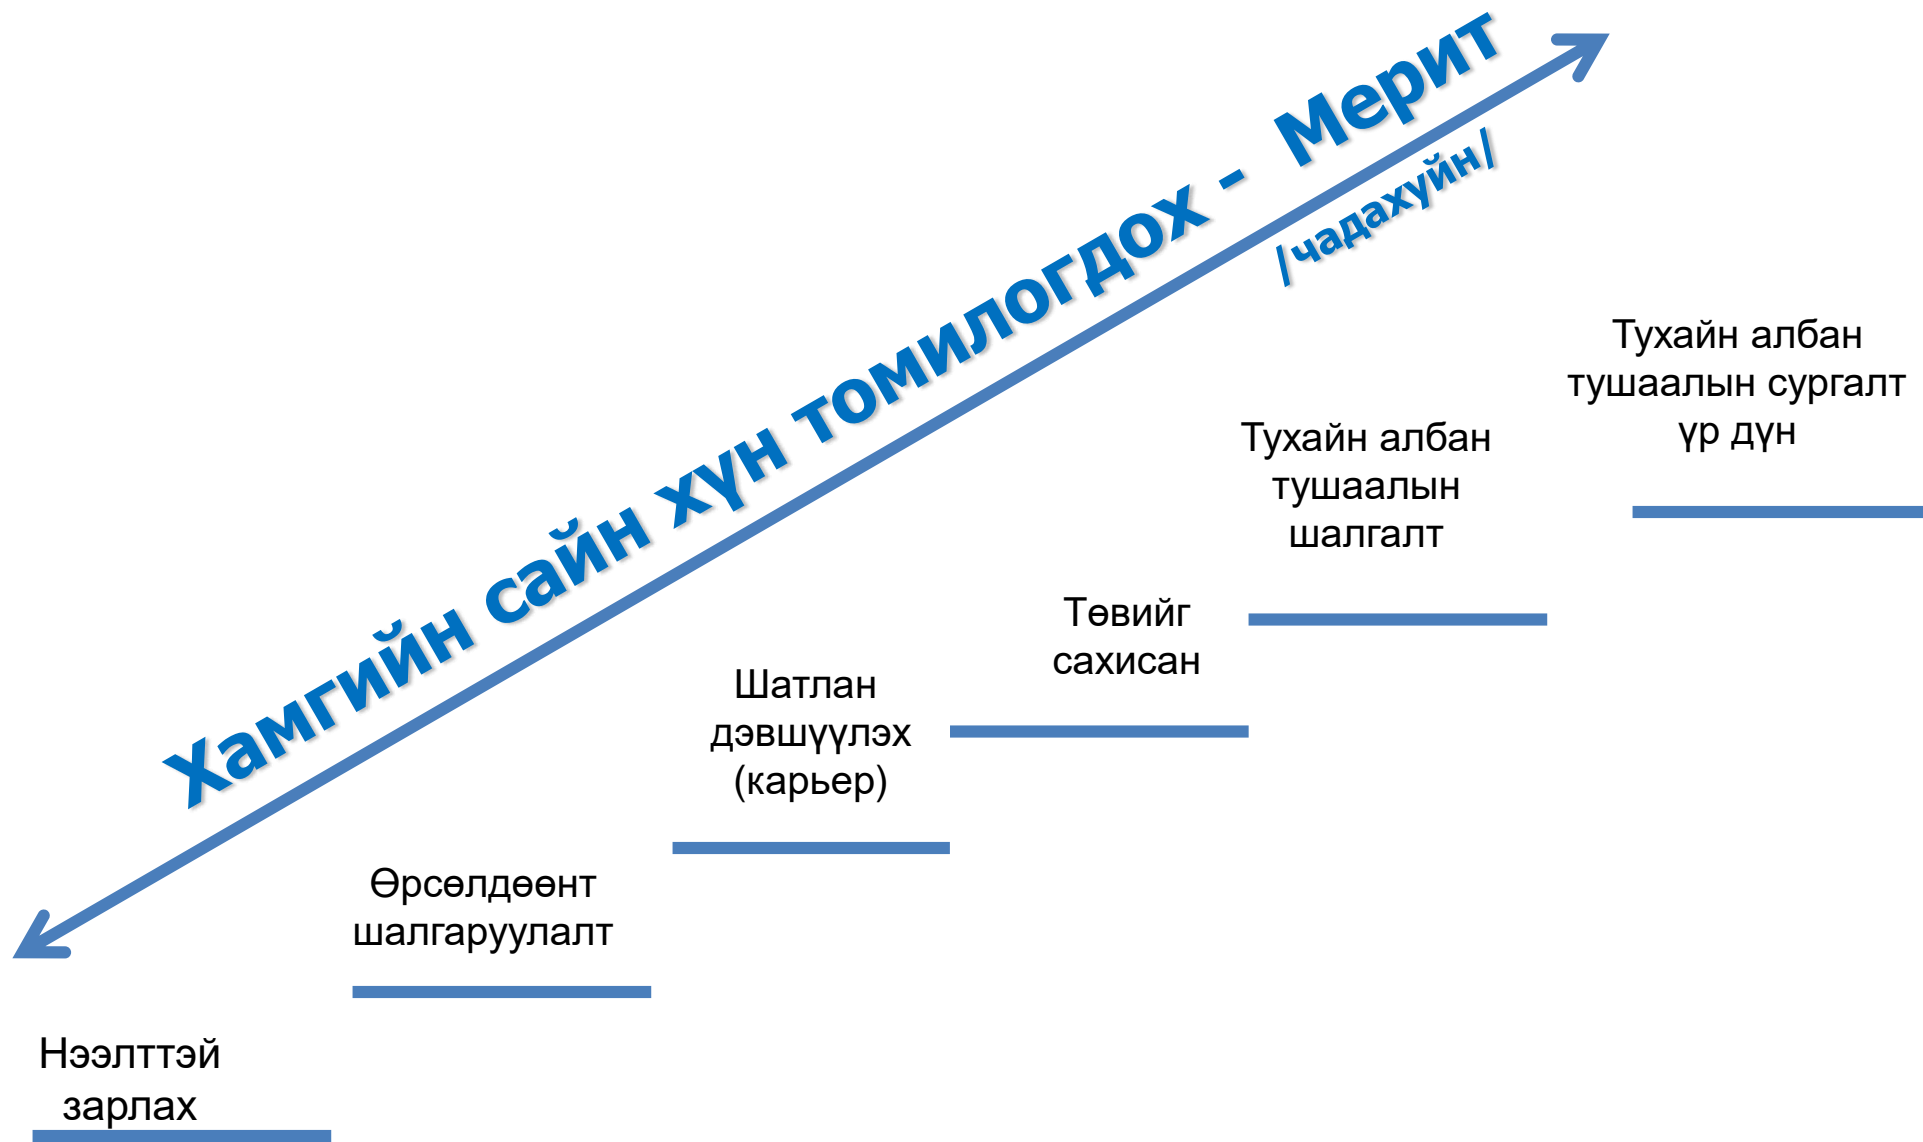 Хамгийн сайн хүн томилогдох - Мерит
/чадахуйн/
Тухайн албан
тушаалын сургалт
үр дүн
Тухайн албан
тушаалын
шалгалт
Төвийг
сахисан
Шатлан
дэвшүүлэх
(карьер)
Өрсөлдөөнт
шалгаруулалт
Нээлттэй
зарлах